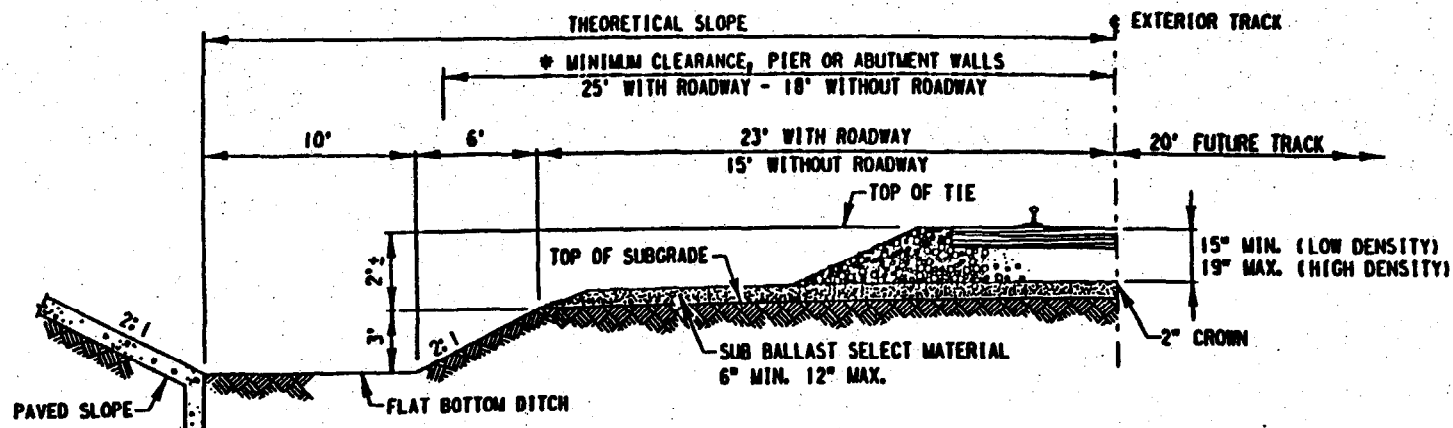 THEORETICAL SLOPE
℄ EXTERIOR TRACK
* MINIMUM CLEARANCE, PIER OR ABUTMENT WALLS
25' WITH ROADWAY - 18' WITHOUT ROADWAY
10'
6'
23' WITH ROADWAY
15' WITHOUT ROADWAY
20' FUTURE TRACK
TOP OF TIE
TOP OF SUBGRADE
2' ±
3'
15" MIN. (LOW DENSITY)
19" MAX. (HIGH DENSITY)
2:1
2:1
2" CROWN
SUB BALLAST SELECT MATERIAL
6" MIN. 12" MAX.
PAVED SLOPE
FLAT BOTTOM DITCH